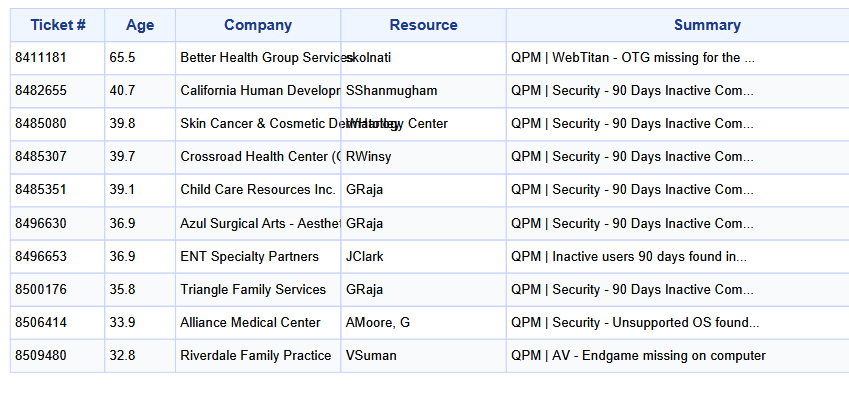 Ticket # Age Company Resource Summary
8411181 65.5 Better Health Group Services skolnati QPM | WebTitan - OTG missing for the ...
8482655 40.7 California Human Developr SShanmugham QPM | Security - 90 Days Inactive Com...
8485080 39.8 Skin Cancer & Cosmetic Dermatology Center QPM | Security - 90 Days Inactive Com...
8485307 39.7 Crossroad Health Center (C RWinsy QPM | Security - 90 Days Inactive Com...
8485351 39.1 Child Care Resources Inc. GRaja QPM | Security - 90 Days Inactive Com...
8496630 36.9 Azul Surgical Arts - Aesthet GRaja QPM | Security - 90 Days Inactive Com...
8496653 36.9 ENT Specialty Partners JClark QPM | Inactive users 90 days found in...
8500176 35.8 Triangle Family Services GRaja QPM | Security - 90 Days Inactive Com...
8506414 33.9 Alliance Medical Center AMoore, G QPM | Security - Unsupported OS found...
8509480 32.8 Riverdale Family Practice VSuman QPM | AV - Endgame missing on computer